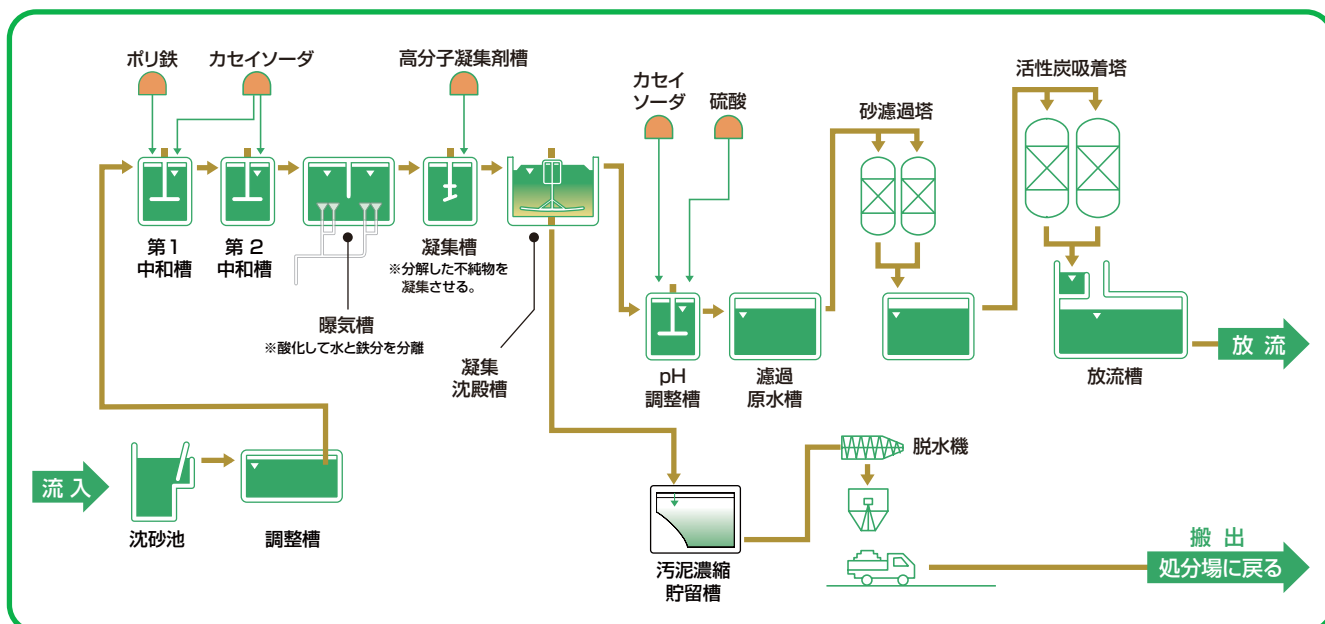 ポリ鉄
カセイソーダ
高分子凝集剤槽
カセイ
ソーダ
硫酸
砂濾過塔
活性炭吸着塔
第1
中和槽
第2
中和槽
曝気槽
※酸化して水と鉄分を分離
凝集槽
※分解した不純物を
凝集させる。
凝集
沈殿槽
pH
調整槽
濾過
原水槽
放流槽
放流
流入
沈砂池
調整槽
汚泥濃縮
貯留槽
脱水機
搬出
処分場に戻る